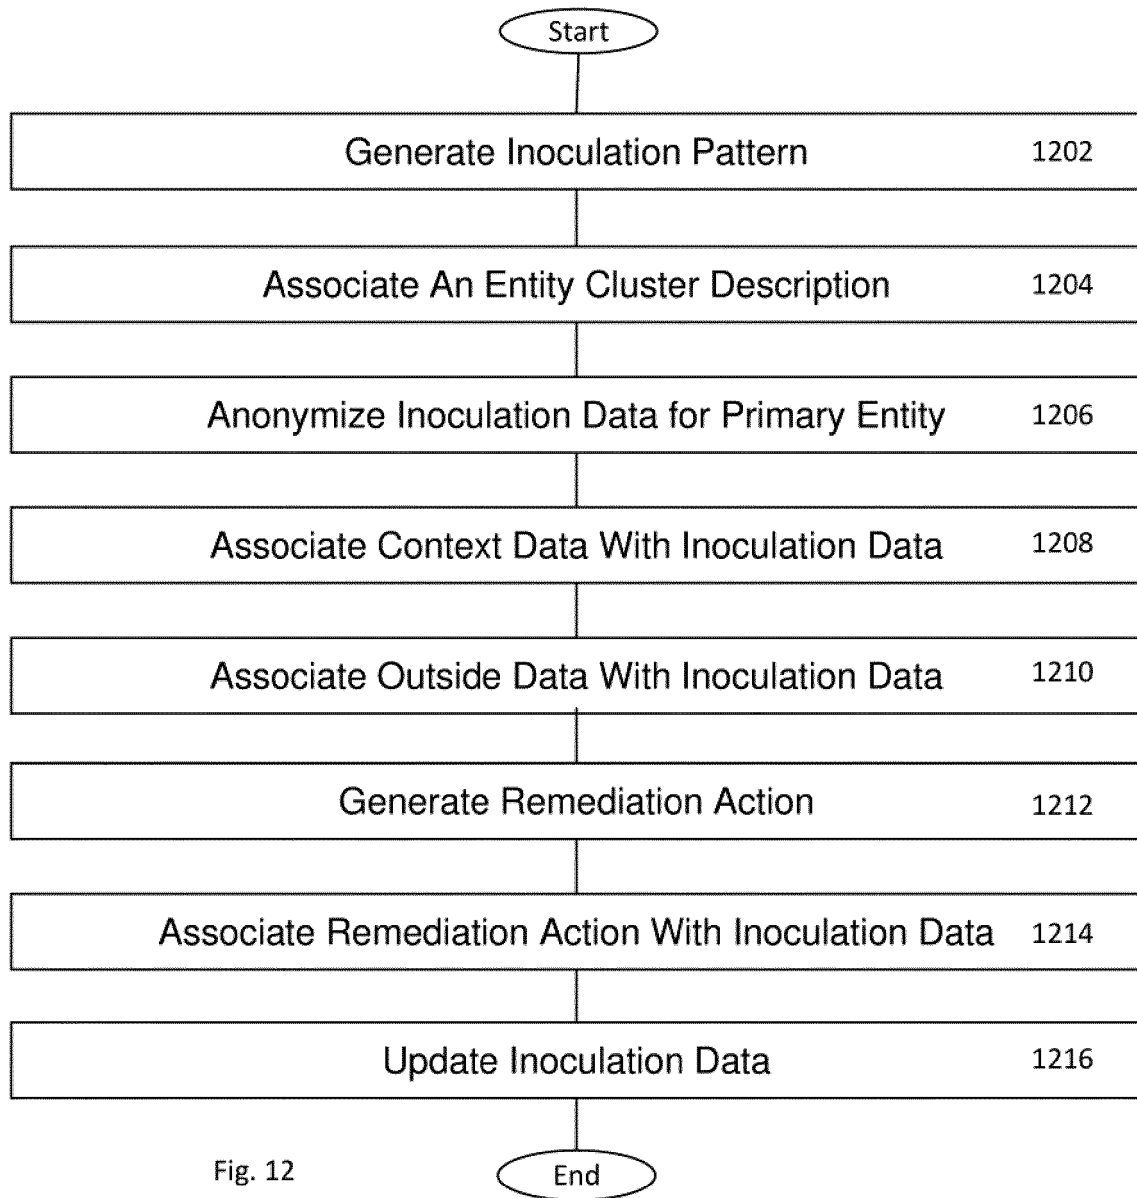 Start
Generate Inoculation Pattern 1202
Associate An Entity Cluster Description 1204
Anonymize Inoculation Data for Primary Entity 1206
Associate Context Data With Inoculation Data 1208
Associate Outside Data With Inoculation Data 1210
Generate Remediation Action 1212
Associate Remediation Action With Inoculation Data 1214
Update Inoculation Data 1216
Fig. 12
End